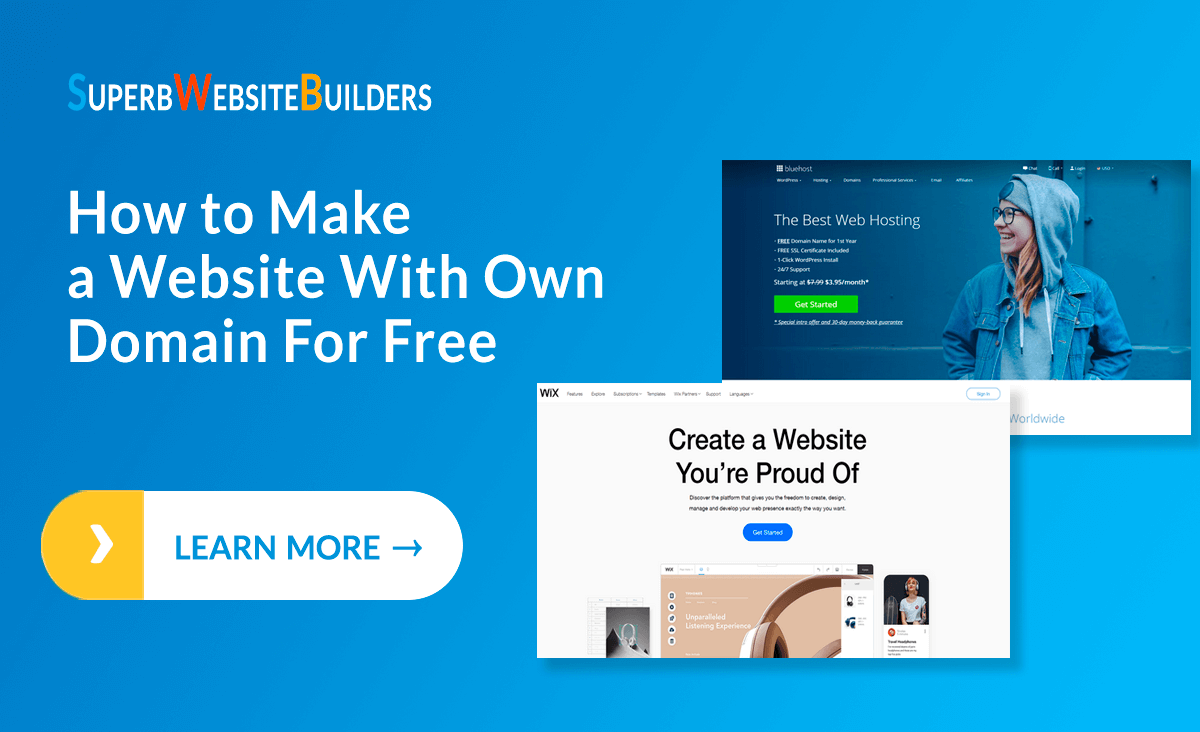 SUPERBWEBSITEBUILDERS
How to Make
a Website With Own
Domain For Free
LEARN MORE →
bluehost
Chat Call Login USD
WordPress Hosting Domains Professional Services Email Affiliates
The Best Web Hosting
- FREE Domain Name for 1st Year
- FREE SSL Certificate Included
- 1-Click WordPress Install
- 24/7 Support
Starting at $7.99 $3.95/month*
Get Started
* Special intro offer and 30-day money-back guarantee
Worldwide
WiX Features Explore Subscriptions Templates Wix Partners Support Languages Sign In
Create a Website
You're Proud Of
Discover the platform that gives you the freedom to create, design,
manage and develop your web presence exactly the way you want.
Get Started
WiX
Unparalleled
Listening Experience
Travel Headphones